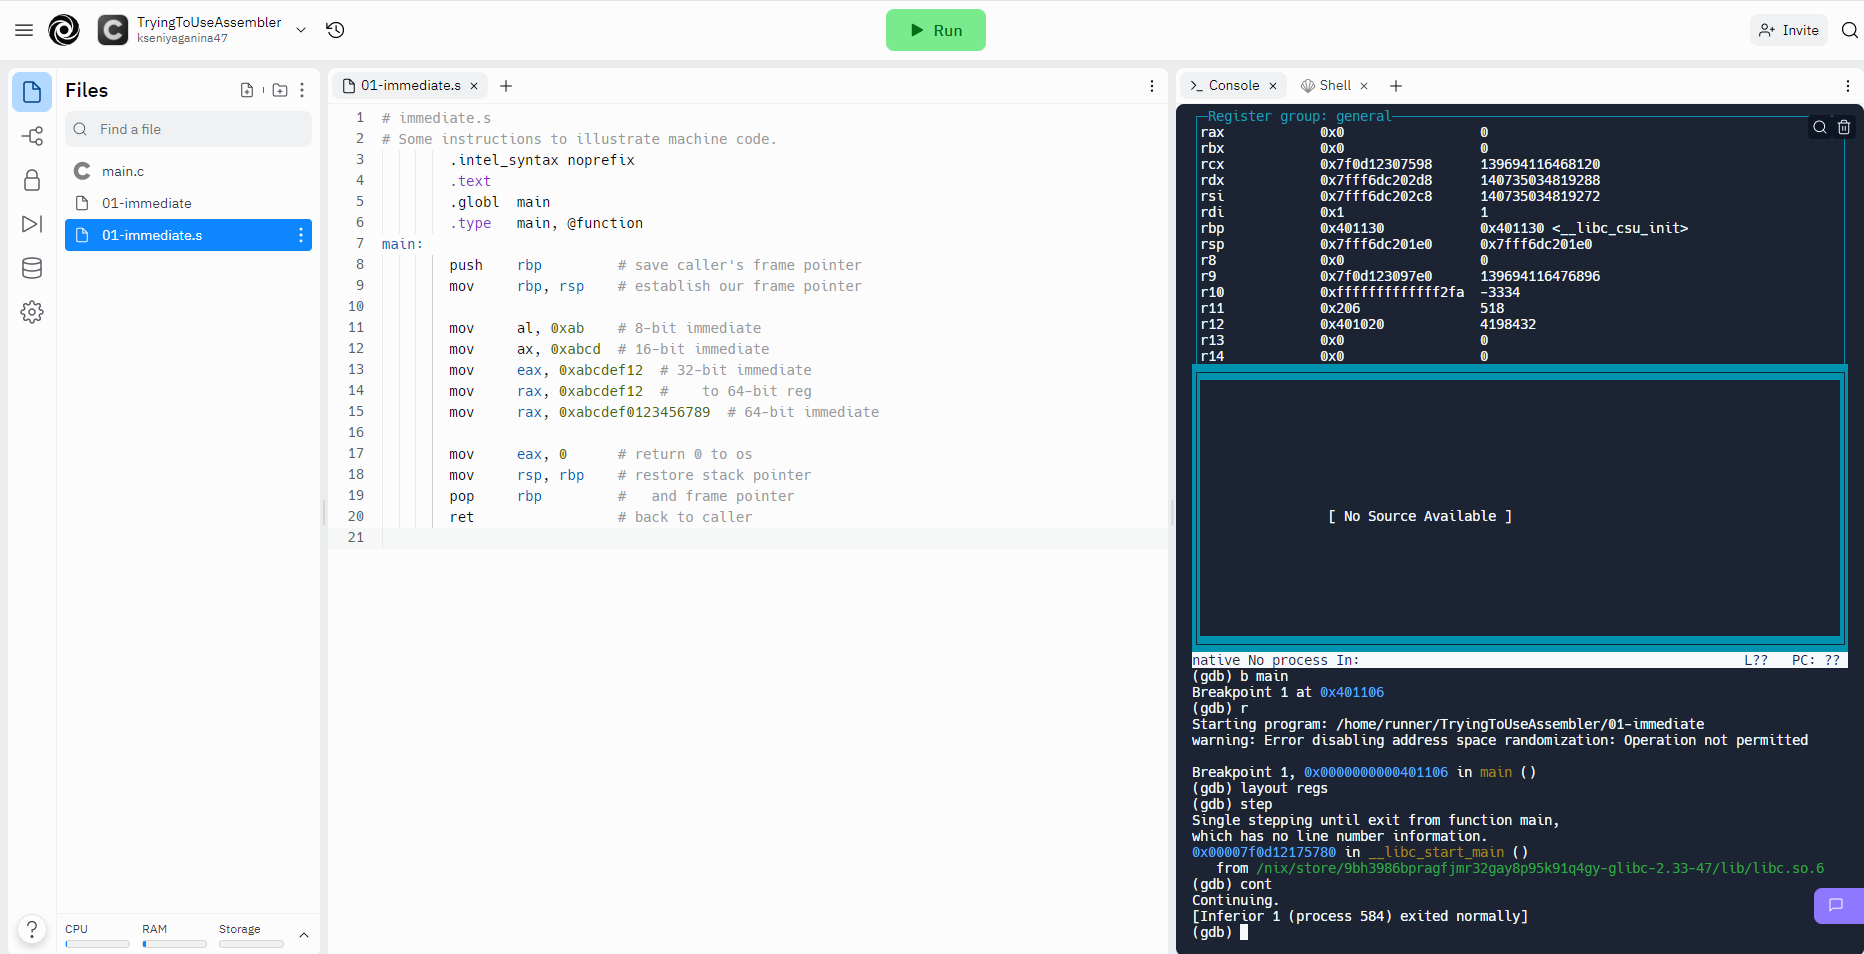 TryingToUseAssembler
kseniyaganina47
Run
Invite
Files
Find a file
main.c
01-immediate
01-immediate.s
CPU RAM Storage
01-immediate.s
1 # immediate.s
2 # Some instructions to illustrate machine code.
3 .intel_syntax noprefix
4 .text
5 .globl main
6 .type main, @function
7 main:
8 push rbp # save caller's frame pointer
9 mov rbp, rsp # establish our frame pointer
10
11 mov al, 0xab # 8-bit immediate
12 mov ax, 0xabcd # 16-bit immediate
13 mov eax, 0xabcdef12 # 32-bit immediate
14 mov rax, 0xabcdef12 # to 64-bit reg
15 mov rax, 0xabcdef0123456789 # 64-bit immediate
16
17 mov eax, 0 # return 0 to os
18 mov rsp, rbp # restore stack pointer
19 pop rbp # and frame pointer
20 ret # back to caller
21
Console Shell
Register group: general
rax 0x0 0
rbx 0x0 0
rcx 0x7f0d12307598 139694116468120
rdx 0x7fff6dc202d8 140735034819288
rsi 0x7fff6dc202c8 140735034819272
rdi 0x1 1
rbp 0x401130 0x401130 <__libc_csu_init>
rsp 0x7fff6dc201e0 0x7fff6dc201e0
r8 0x0 0
r9 0x7f0d123097e0 139694116476896
r10 0xfffffffffffff2fa -3334
r11 0x206 518
r12 0x401020 4198432
r13 0x0 0
r14 0x0 0
[ No Source Available ]
native No process In: L?? PC: ??
(gdb) b main
Breakpoint 1 at 0x401106
(gdb) r
Starting program: /home/runner/TryingToUseAssembler/01-immediate
warning: Error disabling address space randomization: Operation not permitted
Breakpoint 1, 0x0000000000401106 in main ()
(gdb) layout regs
(gdb) step
Single stepping until exit from function main,
which has no line number information.
0x00007f0d12175780 in __libc_start_main ()
from /nix/store/9bh3986bpragfjmr32gay8p95k91q4gy-glibc-2.33-47/lib/libc.so.6
(gdb) cont
Continuing.
[Inferior 1 (process 584) exited normally]
(gdb)